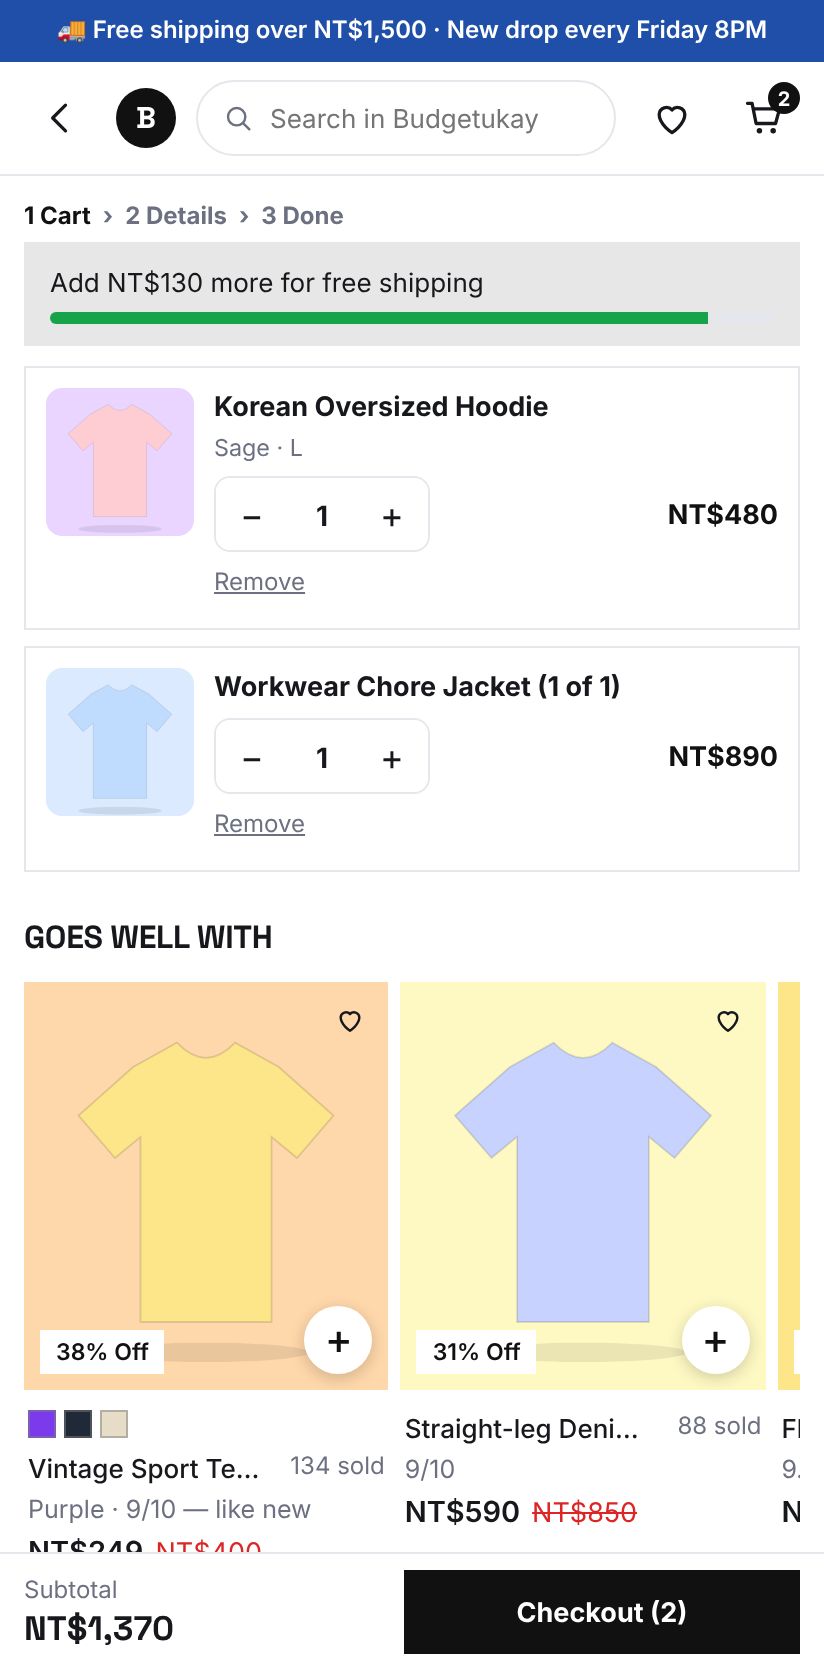 🚚 Free shipping over NT$1,500 · New drop every Friday 8PM
B
Search in Budgetukay
2
1 Cart › 2 Details › 3 Done
Add NT$130 more for free shipping
Korean Oversized Hoodie
Sage · L
− 1 +
NT$480
Remove
Workwear Chore Jacket (1 of 1)
− 1 +
NT$890
Remove
GOES WELL WITH
38% Off
+
31% Off
+
Vintage Sport Te... 134 sold
Purple · 9/10 — like new
NT$249 NT$400
Straight-leg Deni... 88 sold
9/10
NT$590 NT$850
Subtotal
NT$1,370
Checkout (2)